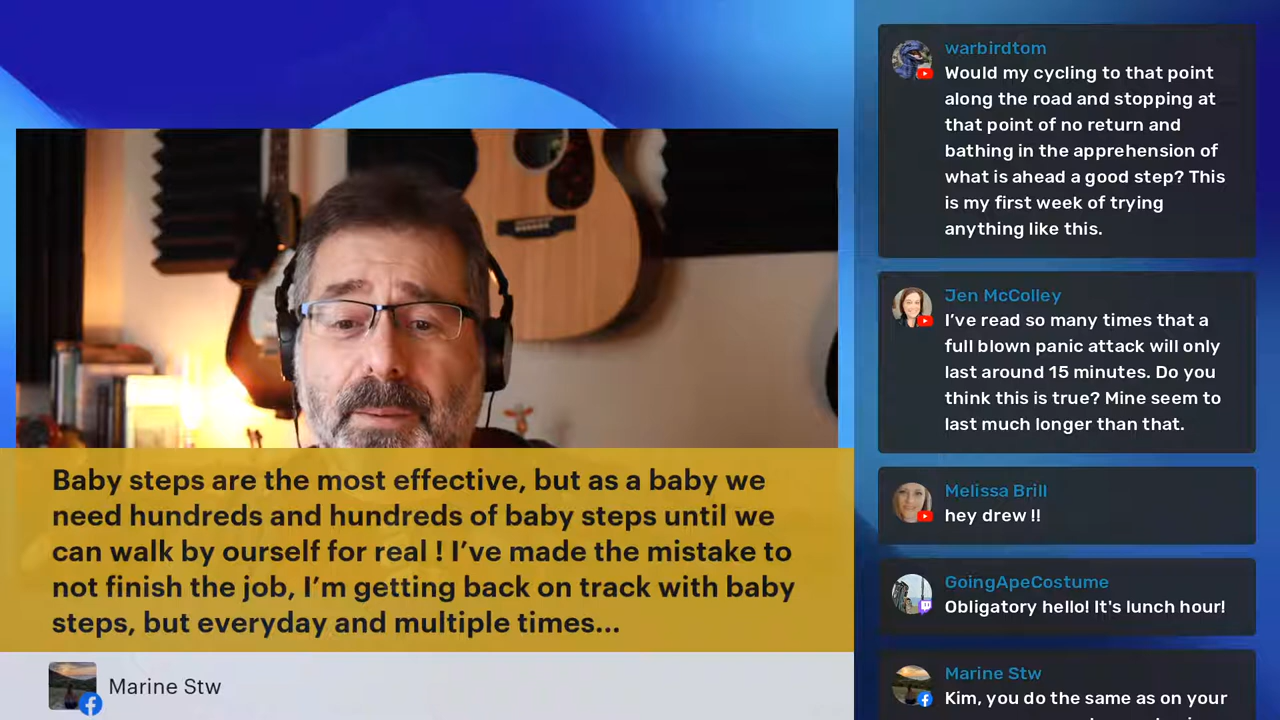 Baby steps are the most effective, but as a baby we
need hundreds and hundreds of baby steps until we
can walk by ourself for real ! I've made the mistake to
not finish the job, I'm getting back on track with baby
steps, but everyday and multiple times...
Marine Stw
warbirdtom
Would my cycling to that point
along the road and stopping at
that point of no return and
bathing in the apprehension of
what is ahead a good step? This
is my first week of trying
anything like this.
Jen McColley
I've read so many times that a
full blown panic attack will only
last around 15 minutes. Do you
think this is true? Mine seem to
last much longer than that.
Melissa Brill
hey drew !!
GoingApeCostume
Obligatory hello! It's lunch hour!
Marine Stw
Kim, you do the same as on your